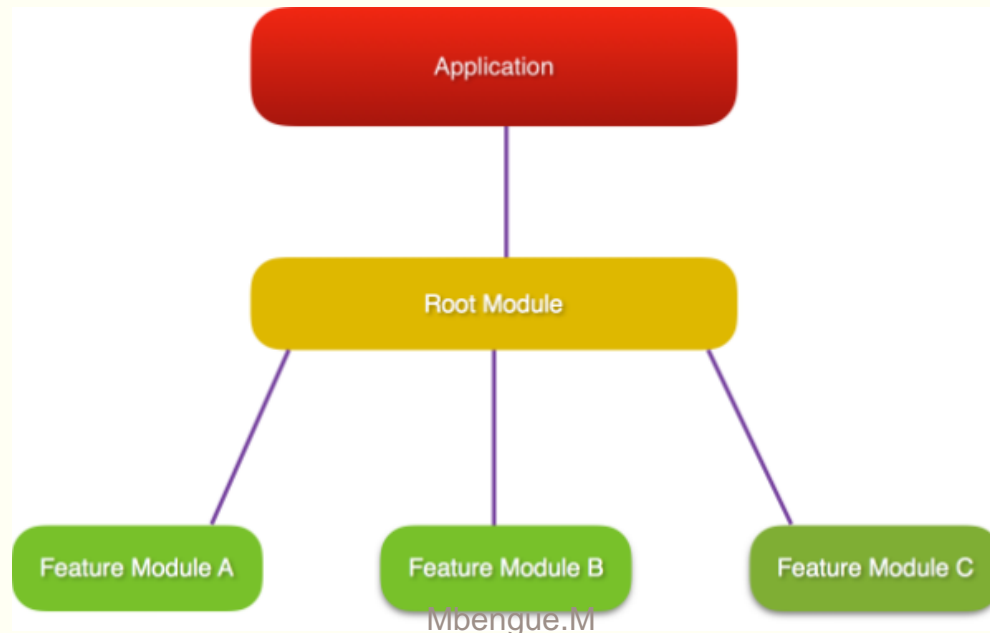 Application
Root Module
Feature Module A
Feature Module B
Feature Module C
Mbengue.M